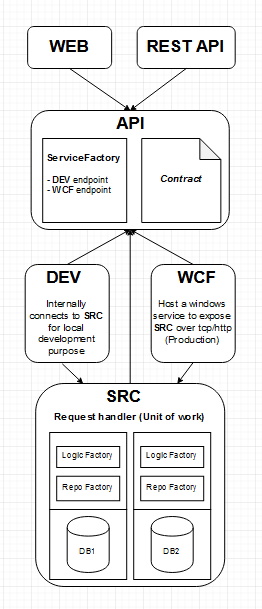 WEB
REST API
API
ServiceFactory
- DEV endpoint
- WCF endpoint
Contract
DEV
Internally
connects to SRC
for local
development
purpose
WCF
Host a windows
service to expose
SRC over tcp/http
(Production)
SRC
Request handler (Unit of work)
Logic Factory
Repo Factory
DB1
Logic Factory
Repo Factory
DB2